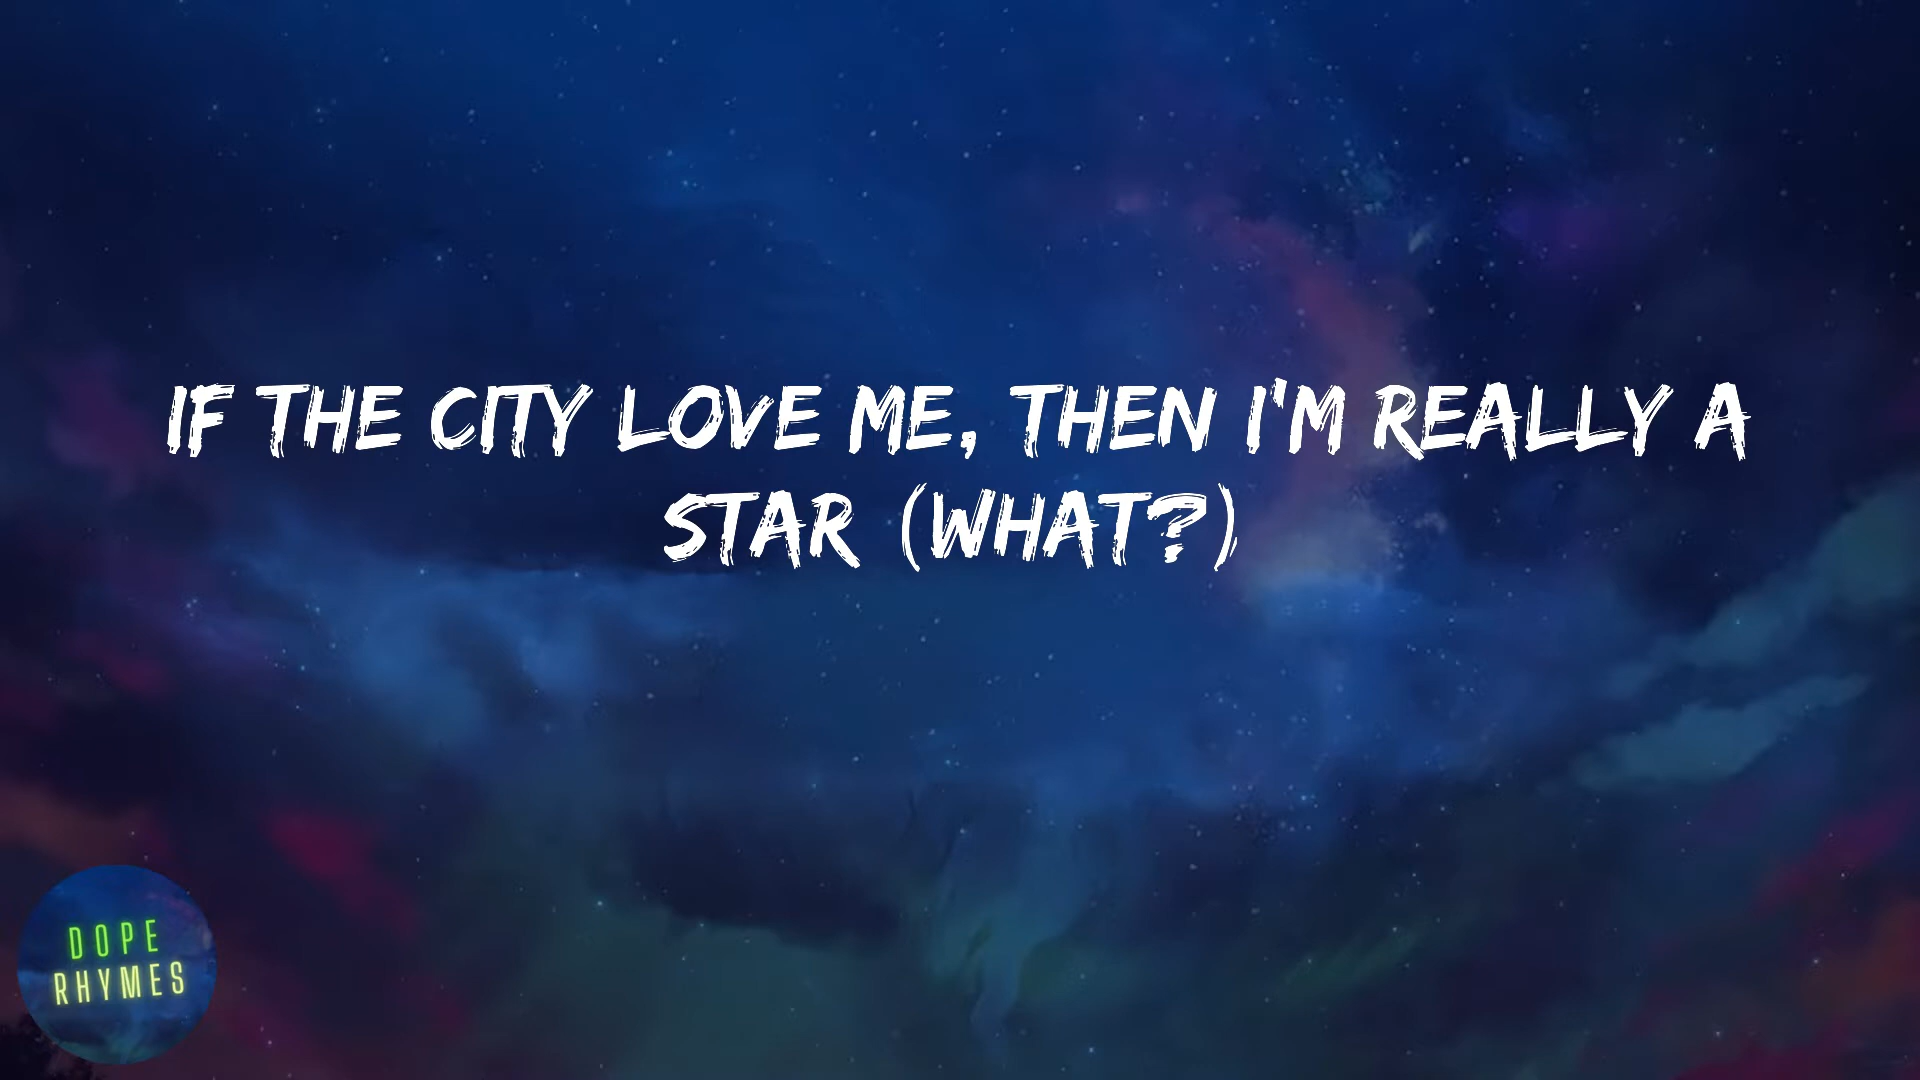 IF THE CITY LOVE ME, THEN I'M REALLY A
STAR (WHAT?)
DOPE
RHYMES